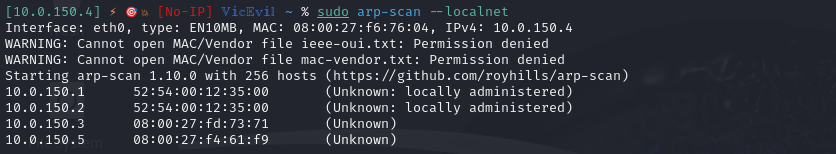 [10.0.150.4] ⚡ 🎯💥 [No-IP] 𝕍𝕚𝕔𝔼𝕧𝕚𝕝 ~ % sudo arp-scan --localnet
Interface: eth0, type: EN10MB, MAC: 08:00:27:f6:76:04, IPv4: 10.0.150.4
WARNING: Cannot open MAC/Vendor file ieee-oui.txt: Permission denied
WARNING: Cannot open MAC/Vendor file mac-vendor.txt: Permission denied
Starting arp-scan 1.10.0 with 256 hosts (https://github.com/royhills/arp-scan)
10.0.150.1 52:54:00:12:35:00 (Unknown: locally administered)
10.0.150.2 52:54:00:12:35:00 (Unknown: locally administered)
10.0.150.3 08:00:27:fd:73:71 (Unknown)
10.0.150.5 08:00:27:f4:61:f9 (Unknown)